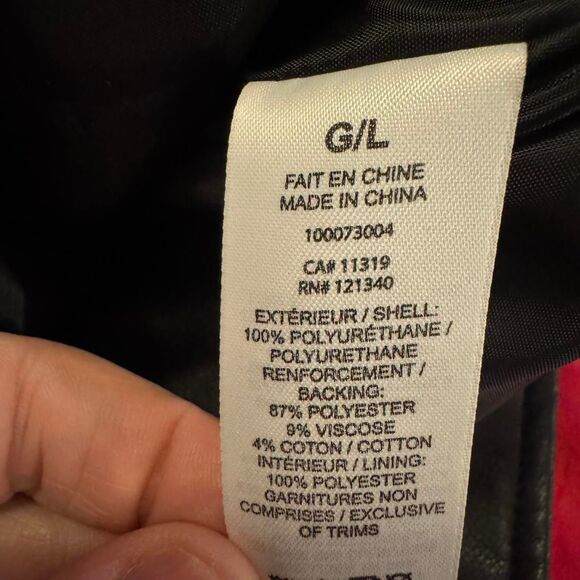 G/L
FAIT EN CHINE
MADE IN CHINA
100073004
CA# 11319
RN# 121340
EXTÉRIEUR / SHELL:
100% POLYURÉTHANE /
POLYURETHANE
RENFORCEMENT /
BACKING:
87% POLYESTER
9% VISCOSE
4% COTON / COTTON
INTÉRIEUR / LINING:
100% POLYESTER
GARNITURES NON
COMPRISES / EXCLUSIVE
OF TRIMS